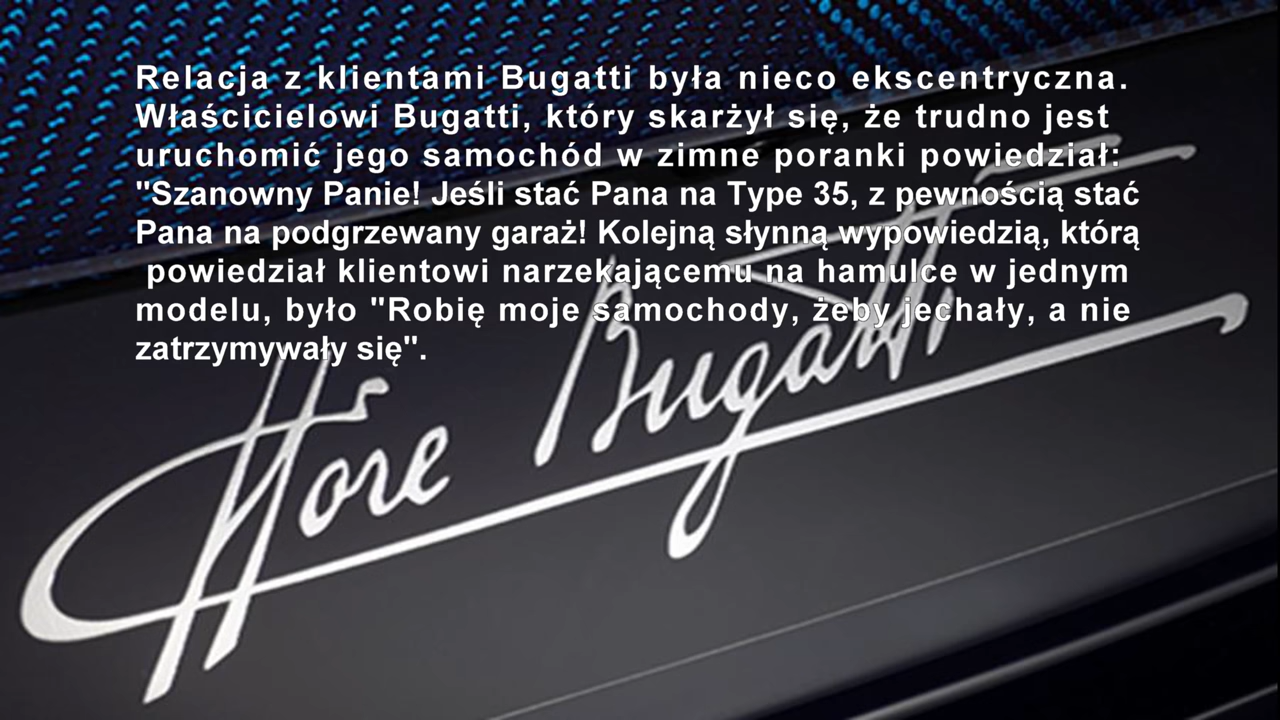 Relacja z klientami Bugatti była nieco ekscentryczna.
Właścicielowi Bugatti, który skarżył się, że trudno jest
uruchomić jego samochód w zimne poranki powiedział:
"Szanowny Panie! Jeśli stać Pana na Type 35, z pewnością stać
Pana na podgrzewany garaż! Kolejną słynną wypowiedzią, którą
powiedział klientowi narzekającemu na hamulce w jednym
modelu, było "Robię moje samochody, żeby jechały, a nie
zatrzymywały się".
Ettore Bugatti